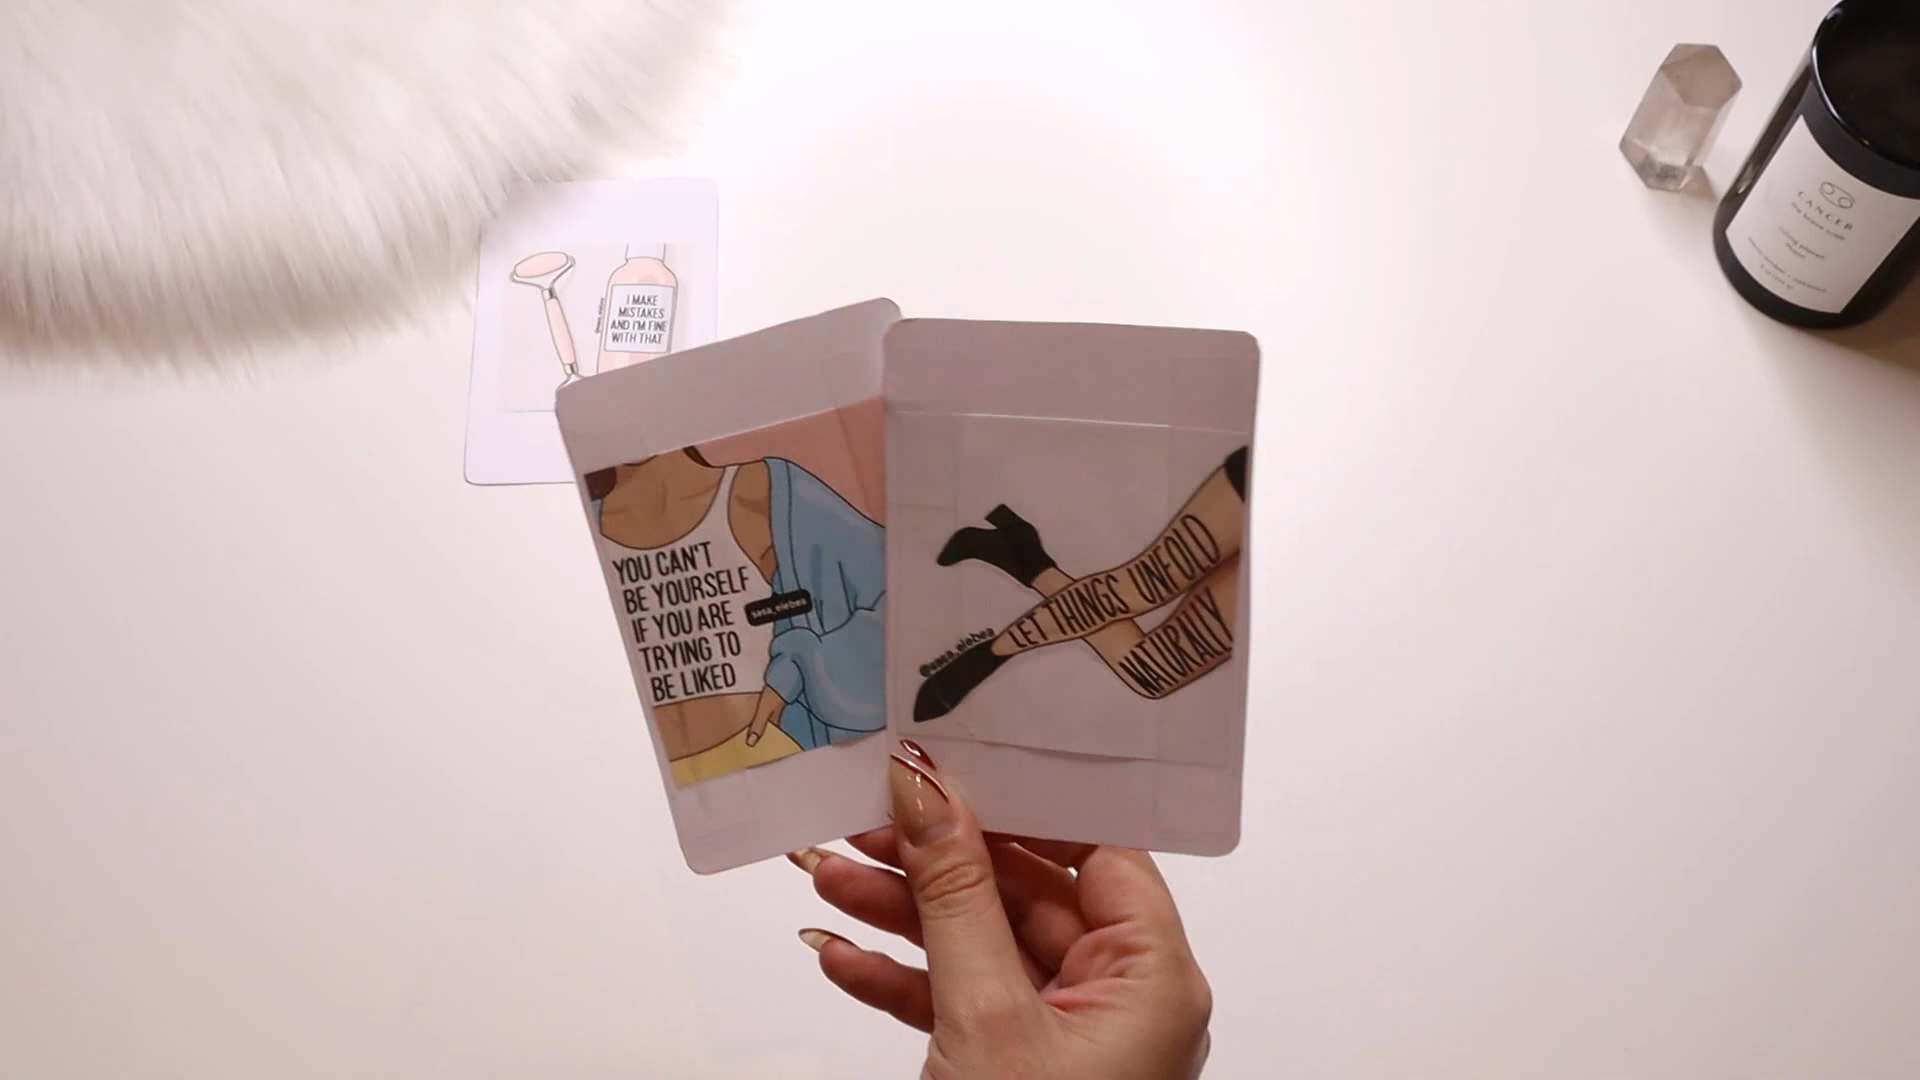 I MAKE
MISTAKES
AND I'M FINE
WITH THAT
YOU CAN'T
BE YOURSELF
IF YOU ARE
TRYING TO
BE LIKED
sasa_elebea
LET THINGS UNFOLD
NATURALLY
@sasa_elebea
CANCER